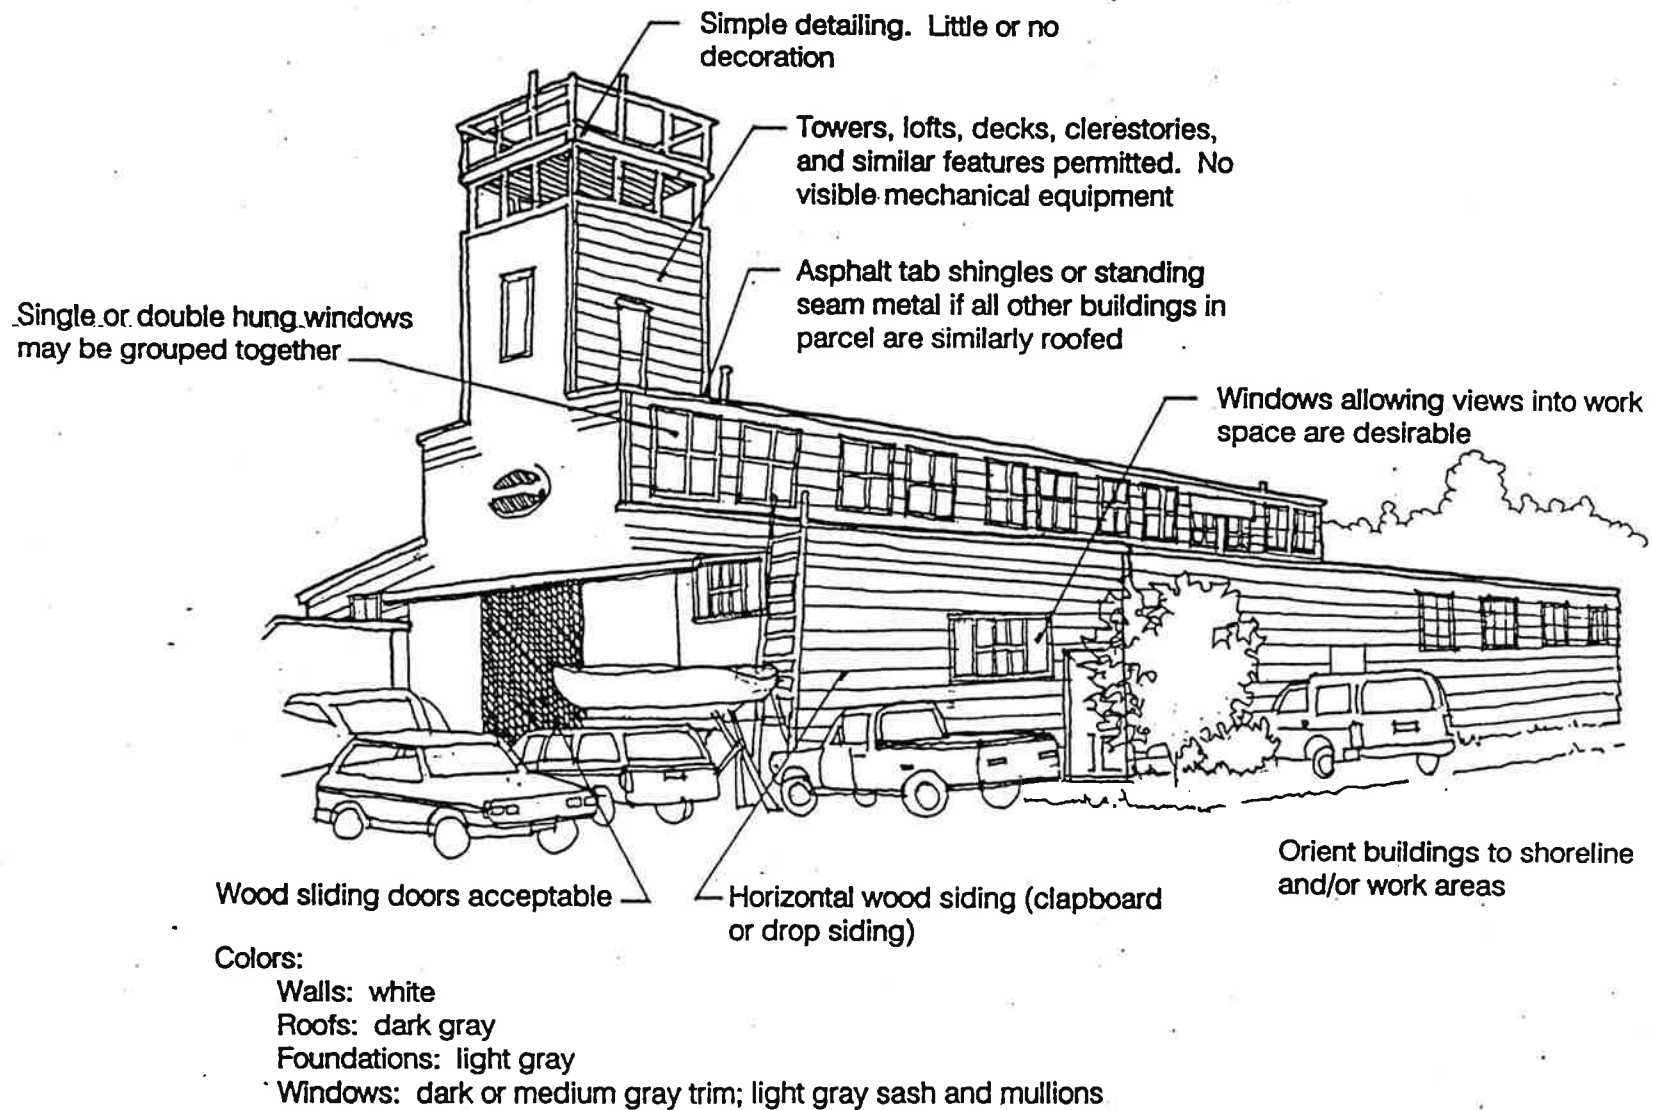 Simple detailing. Little or no
decoration
Towers, lofts, decks, clerestories,
and similar features permitted. No
visible mechanical equipment
Asphalt tab shingles or standing
seam metal if all other buildings in
parcel are similarly roofed
Single or double hung windows
may be grouped together
Windows allowing views into work
space are desirable
Orient buildings to shoreline
and/or work areas
Wood sliding doors acceptable
Horizontal wood siding (clapboard
or drop siding)
Colors:
Walls: white
Roofs: dark gray
Foundations: light gray
Windows: dark or medium gray trim; light gray sash and mullions